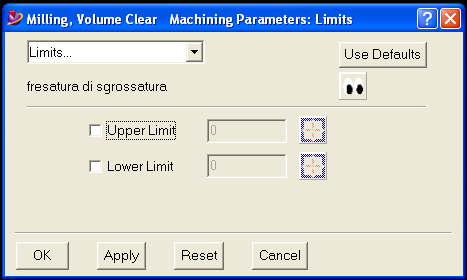 Milling, Volume Clear Machining Parameters: Limits
Limits...
Use Defaults
fresatura di sgrossatura
Upper Limit 0
Lower Limit 0
OK Apply Reset Cancel